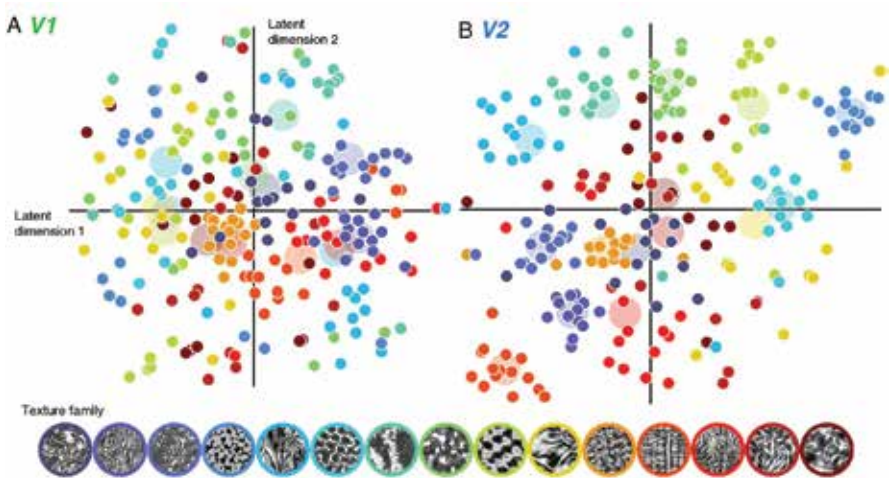 A V1
Latent
dimension 2
B V2
Latent
dimension 1
Texture family